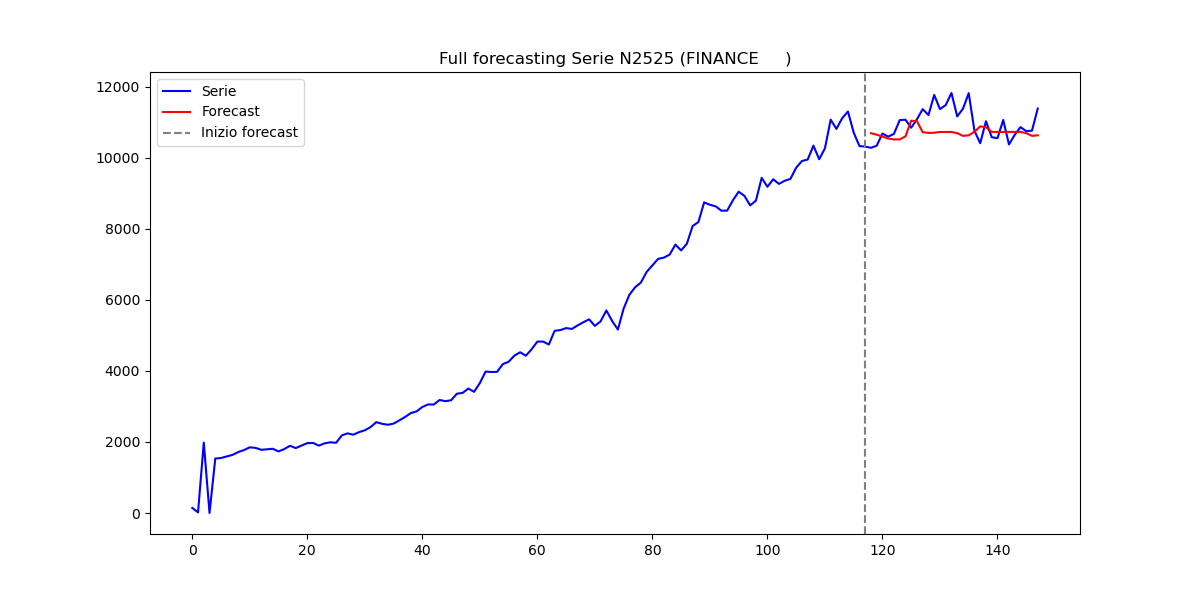 Full forecasting Serie N2525 (FINANCE     )
Serie
Forecast
Inizio forecast
12000
10000
8000
6000
4000
2000
0
0 20 40 60 80 100 120 140